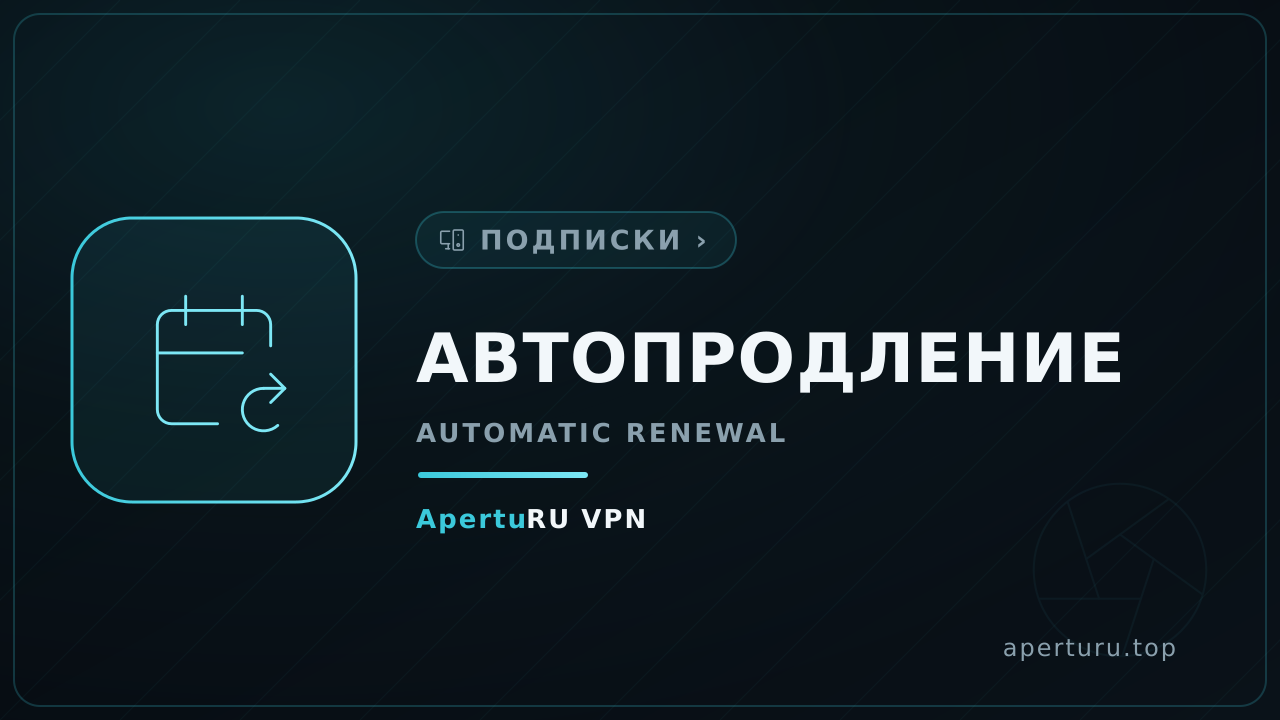 ПОДПИСКИ ›
АВТОПРОДЛЕНИЕ
AUTOMATIC RENEWAL
ApertuRU VPN
aperturu.top